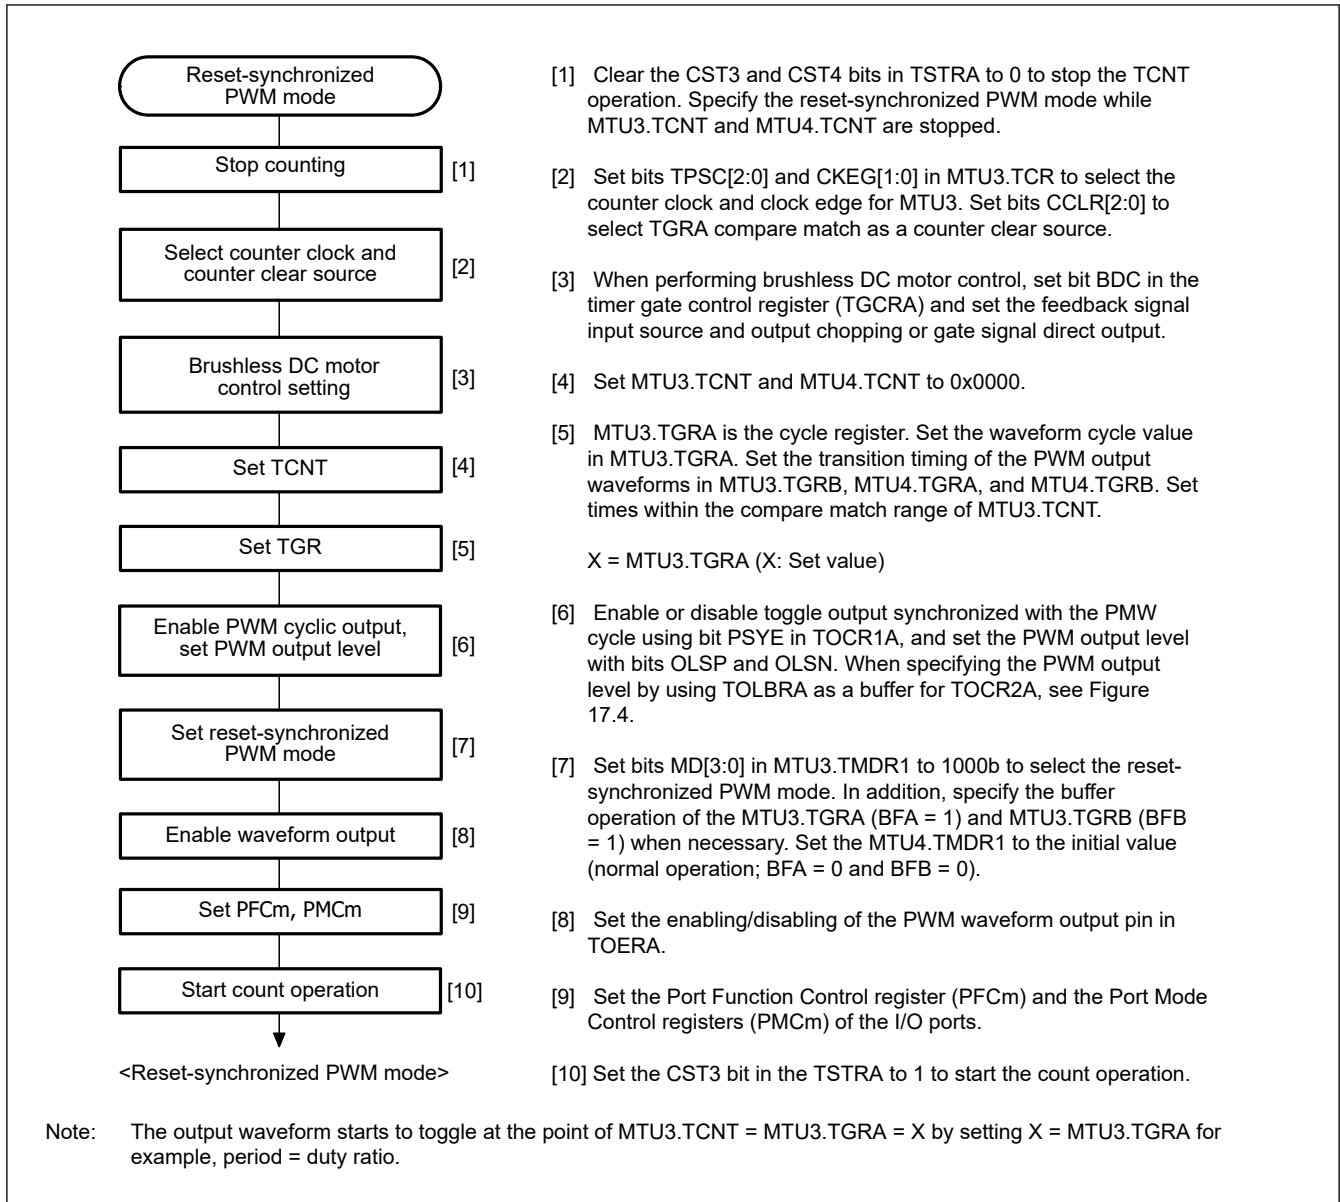 Reset-synchronized
PWM mode
Stop counting
[1]
Select counter clock and
counter clear source
[2]
Brushless DC motor
control setting
[3]
Set TCNT
[4]
Set TGR
[5]
Enable PWM cyclic output,
set PWM output level
[6]
Set reset-synchronized
PWM mode
[7]
Enable waveform output
[8]
Set PFCm, PMCm
[9]
Start count operation
[10]
<Reset-synchronized PWM mode>
[1] Clear the CST3 and CST4 bits in TSTRA to 0 to stop the TCNT
operation. Specify the reset-synchronized PWM mode while
MTU3.TCNT and MTU4.TCNT are stopped.
[2] Set bits TPSC[2:0] and CKEG[1:0] in MTU3.TCR to select the
counter clock and clock edge for MTU3. Set bits CCLR[2:0] to
select TGRA compare match as a counter clear source.
[3] When performing brushless DC motor control, set bit BDC in the
timer gate control register (TGCRA) and set the feedback signal
input source and output chopping or gate signal direct output.
[4] Set MTU3.TCNT and MTU4.TCNT to 0x0000.
[5] MTU3.TGRA is the cycle register. Set the waveform cycle value
in MTU3.TGRA. Set the transition timing of the PWM output
waveforms in MTU3.TGRB, MTU4.TGRA, and MTU4.TGRB. Set
times within the compare match range of MTU3.TCNT.
X = MTU3.TGRA (X: Set value)
[6] Enable or disable toggle output synchronized with the PMW
cycle using bit PSYE in TOCR1A, and set the PWM output level
with bits OLSP and OLSN. When specifying the PWM output
level by using TOLBRA as a buffer for TOCR2A, see Figure
17.4.
[7] Set bits MD[3:0] in MTU3.TMDR1 to 1000b to select the reset-
synchronized PWM mode. In addition, specify the buffer
operation of the MTU3.TGRA (BFA = 1) and MTU3.TGRB (BFB
= 1) when necessary. Set the MTU4.TMDR1 to the initial value
(normal operation; BFA = 0 and BFB = 0).
[8] Set the enabling/disabling of the PWM waveform output pin in
TOERA.
[9] Set the Port Function Control register (PFCm) and the Port Mode
Control registers (PMCm) of the I/O ports.
[10] Set the CST3 bit in the TSTRA to 1 to start the count operation.
Note: The output waveform starts to toggle at the point of MTU3.TCNT = MTU3.TGRA = X by setting X = MTU3.TGRA for
example, period = duty ratio.